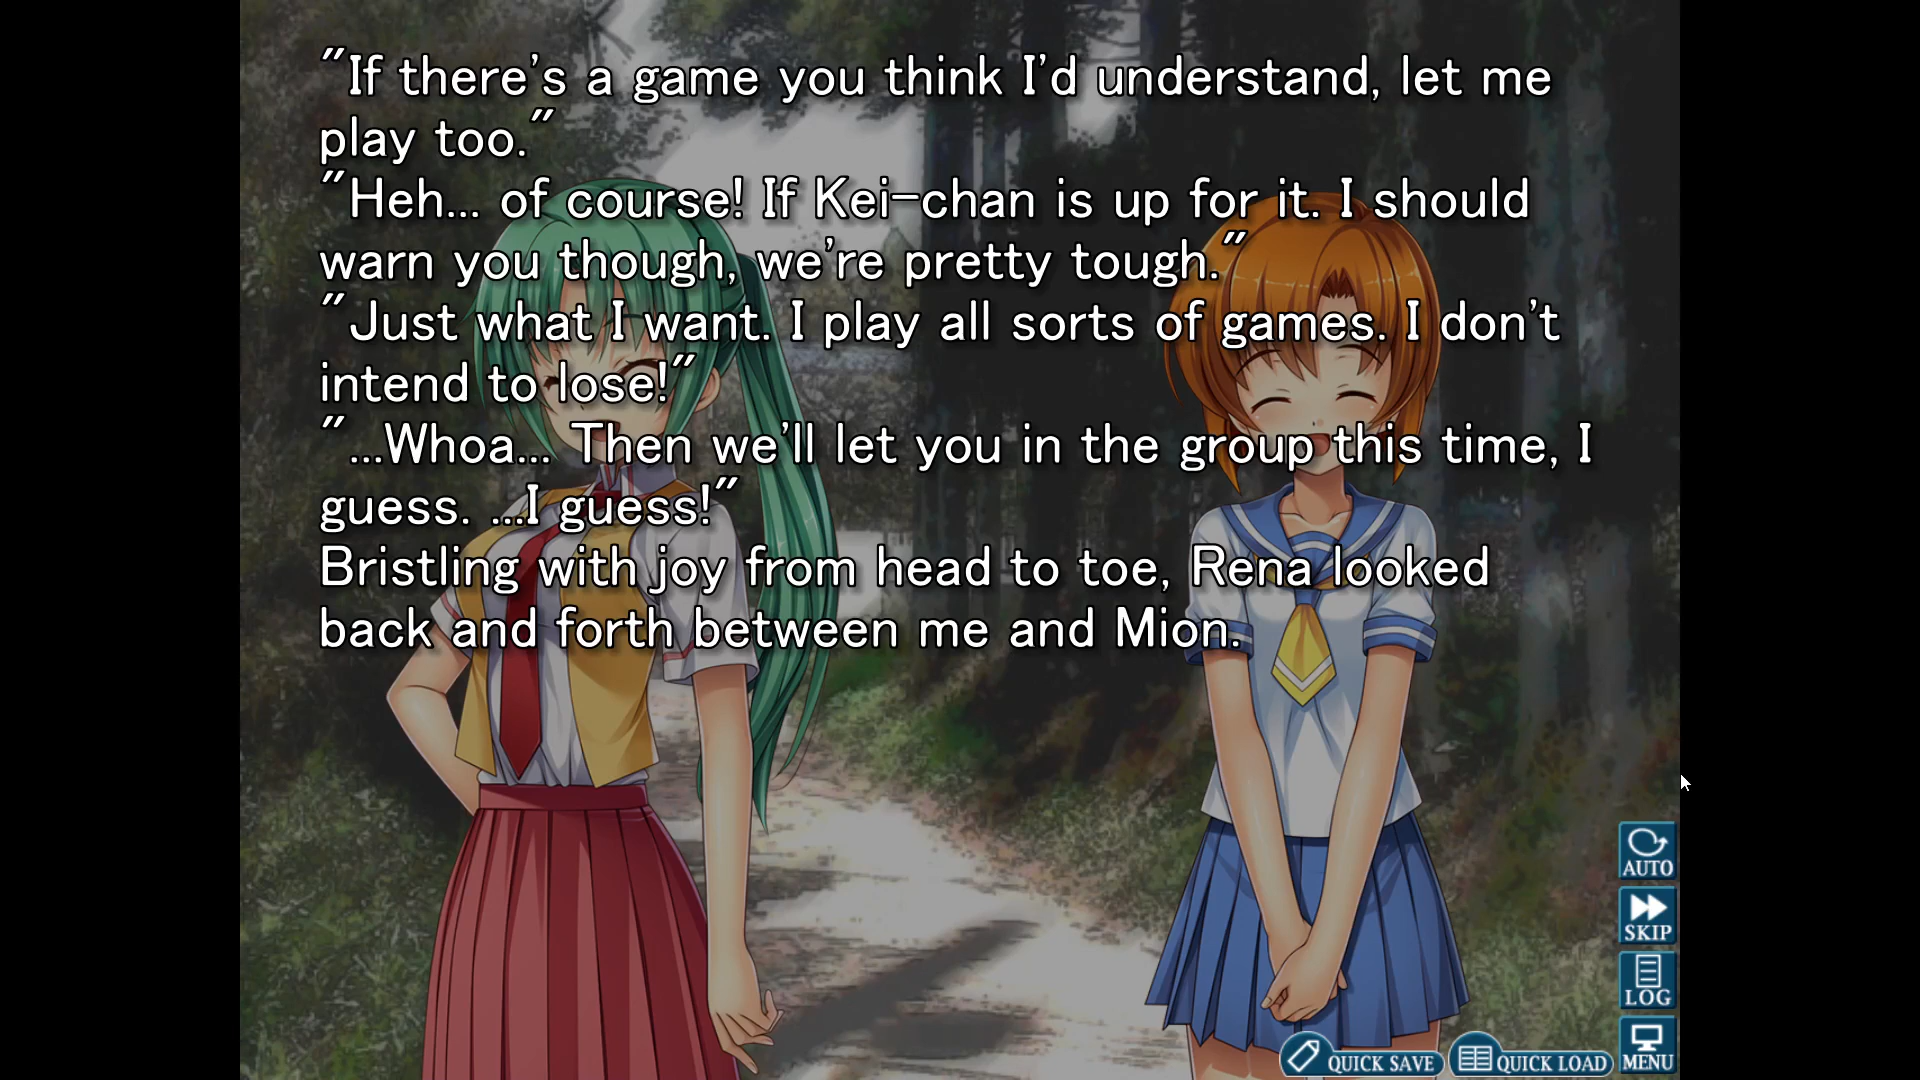 "If there's a game you think I'd understand, let me
play too."
"Heh... of course! If Kei-chan is up for it. I should
warn you though, we're pretty tough."
"Just what I want. I play all sorts of games. I don't
intend to lose!"
"...Whoa... Then we'll let you in the group this time, I
guess. ...I guess!"
Bristling with joy from head to toe, Rena looked
back and forth between me and Mion.
AUTO
SKIP
LOG
MENU
QUICK SAVE
QUICK LOAD